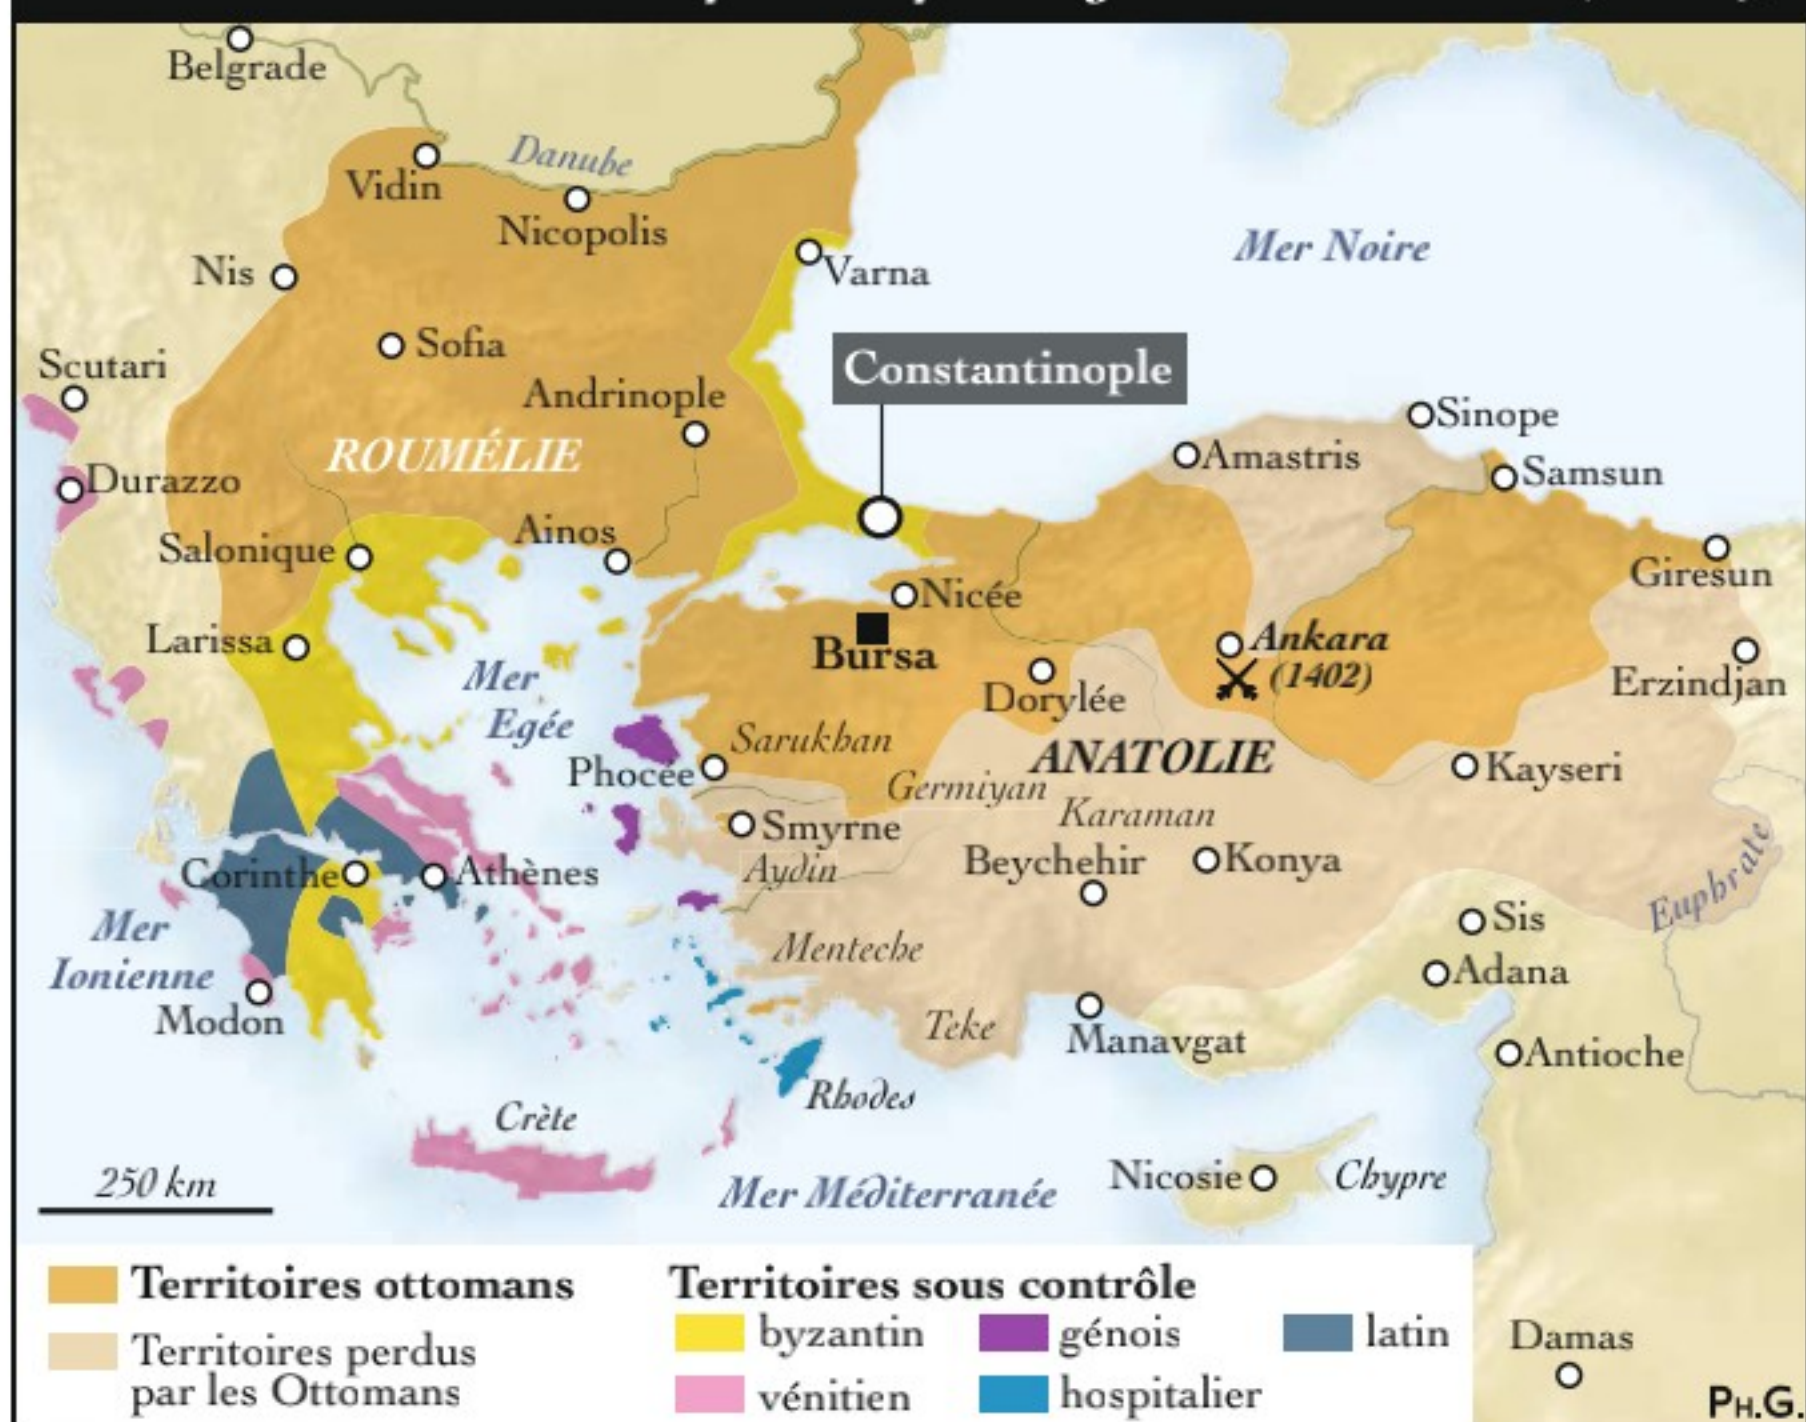 Belgrade
Danube
Vidin
Nicopolis
Nis
Varna
Mer Noire
Sofia
Scutari
Constantinople
Andrinople
Sinope
ROUMÉLIE
Amastris
Samsun
Durazzo
Ainos
Salonique
Giresun
Nicée
Larissa
Bursa
Ankara
(1402)
Mer
Egée
Dorylée
Erzindjan
Sarukhan
ANATOLIE
Phocée
Germiyan
Kayseri
Karaman
Smyrne
Aydin
Beychehir
Konya
Corinthe
Athènes
Euphrate
Mer
Ionienne
Sis
Menteche
Adana
Modon
Teke
Manavgat
Antioche
Rhodes
Crète
250 km
Mer Méditerranée
Nicosie
Chypre
Territoires ottomans
Territoires perdus
par les Ottomans
Territoires sous contrôle
byzantin
génois
latin
vénitien
hospitalier
Damas
PH.G.